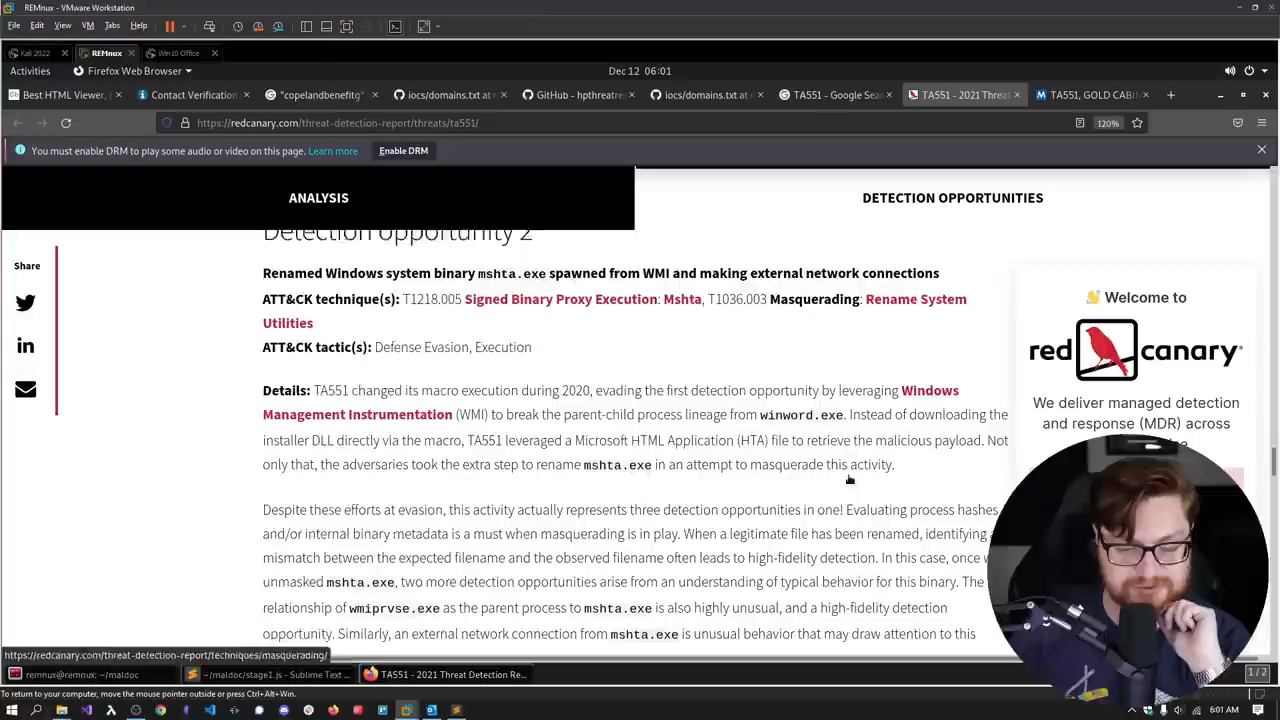 REMnux - VMware Workstation
File Edit View VM Tabs Help
Kali 2022 REMnux Win10 Office
Activities Firefox Web Browser Dec 12 06:01
Best HTML Viewer, Contact Verification "copelandbenefitg" iocs/domains.txt at GitHub - hpthreatres iocs/domains.txt at TA551 - Google Sea TA551 - 2021 Threat TA551, GOLD CABI
https://redcanary.com/threat-detection-report/threats/ta551/ 120%
You must enable DRM to play some audio or video on this page. Learn more Enable DRM
ANALYSIS DETECTION OPPORTUNITIES
Detection opportunity 2
Share
Renamed Windows system binary mshta.exe spawned from WMI and making external network connections
ATT&CK technique(s): T1218.005 Signed Binary Proxy Execution: Mshta, T1036.003 Masquerading: Rename System
Utilities
ATT&CK tactic(s): Defense Evasion, Execution
Details: TA551 changed its macro execution during 2020, evading the first detection opportunity by leveraging Windows
Management Instrumentation (WMI) to break the parent-child process lineage from winword.exe. Instead of downloading the
installer DLL directly via the macro, TA551 leveraged a Microsoft HTML Application (HTA) file to retrieve the malicious payload. Not
only that, the adversaries took the extra step to rename mshta.exe in an attempt to masquerade this activity.
Despite these efforts at evasion, this activity actually represents three detection opportunities in one! Evaluating process hashes
and/or internal binary metadata is a must when masquerading is in play. When a legitimate file has been renamed, identifying
mismatch between the expected filename and the observed filename often leads to high-fidelity detection. In this case, once
unmasked mshta.exe, two more detection opportunities arise from an understanding of typical behavior for this binary. The
relationship of wmiprvse.exe as the parent process to mshta.exe is also highly unusual, and a high-fidelity detection
opportunity. Similarly, an external network connection from mshta.exe is unusual behavior that may draw attention to this
👋 Welcome to
red canary
We deliver managed detection
and response (MDR) across
https://redcanary.com/threat-detection-report/techniques/masquerading/
remnux@remnux: ~/maldoc ~/maldoc/stage1.js - Sublime Text ... TA551 - 2021 Threat Detection Re... 1 / 2
To return to your computer, move the mouse pointer outside or press Ctrl+Alt+Win.
6:01 AM